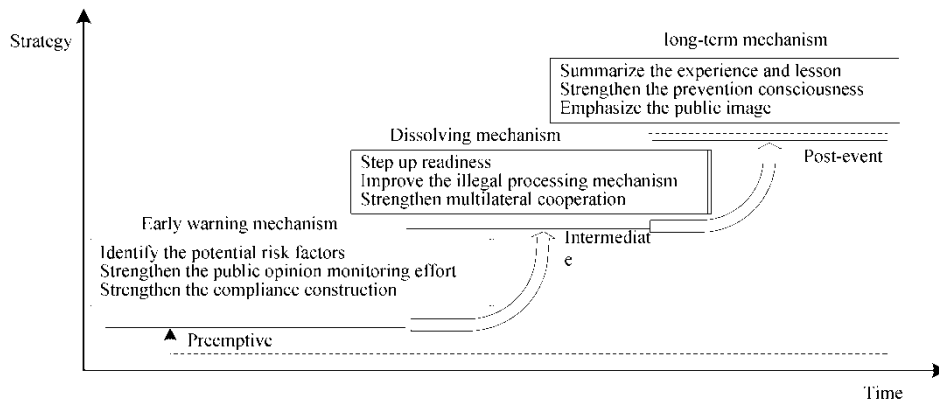 Strategy
long-term mechanism
Summarize the experience and lesson
Strengthen the prevention consciousness
Emphasize the public image
Dissolving mechanism
Post-event
Step up readiness
Improve the illegal processing mechanism
Strengthen multilateral cooperation
Early warning mechanism
Intermediat
e
Identify the potential risk factors
Strengthen the public opinion monitoring effort
Strengthen the compliance construction
Preemptive
Time